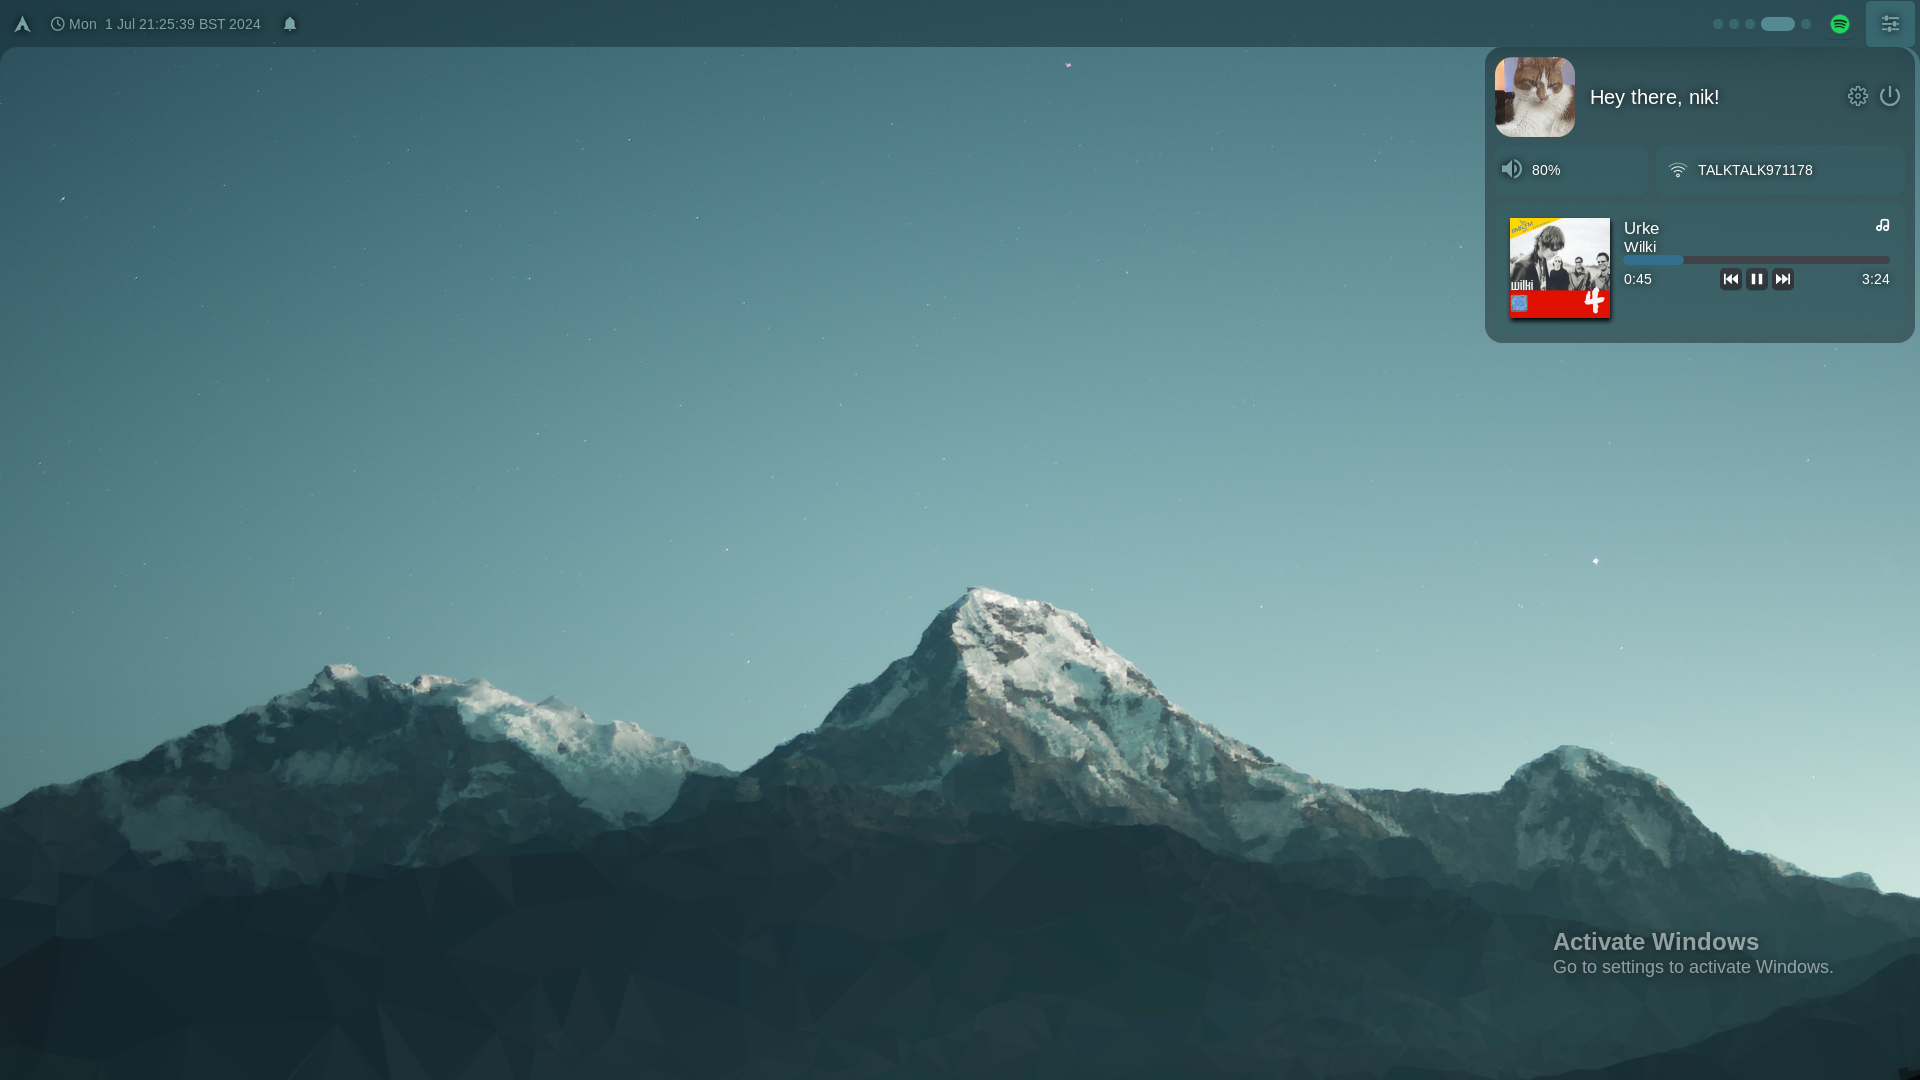 Mon 1 Jul 21:25:39 BST 2024
Hey there, nik!
80%
TALKTALK971178
Urke
Wilki
0:45
3:24
wilki
4
Activate Windows
Go to settings to activate Windows.